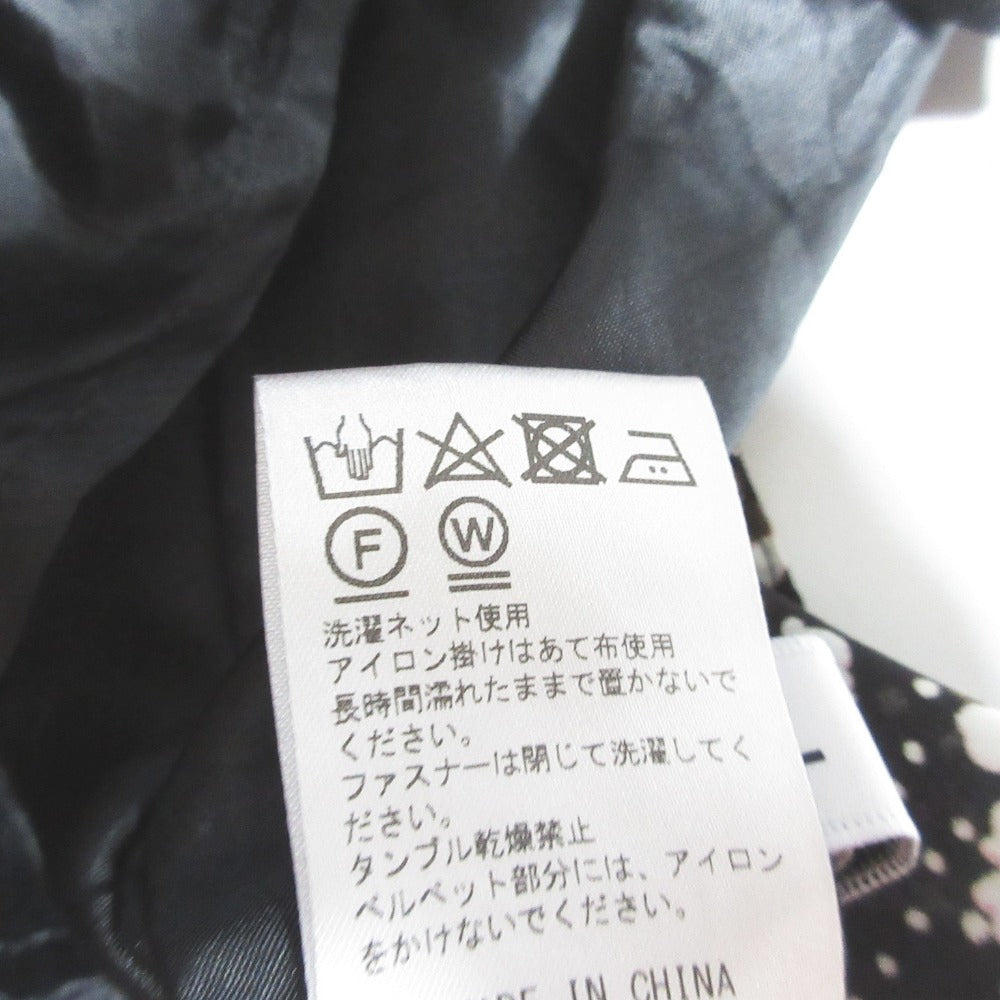 F W
洗濯ネット使用
アイロン掛けはあて布使用
長時間濡れたままで置かないで
ください。
ファスナーは閉じて洗濯してく
ださい。
タンブル乾燥禁止
ベルベット部分には、アイロン
をかけないでください。
MADE IN CHINA